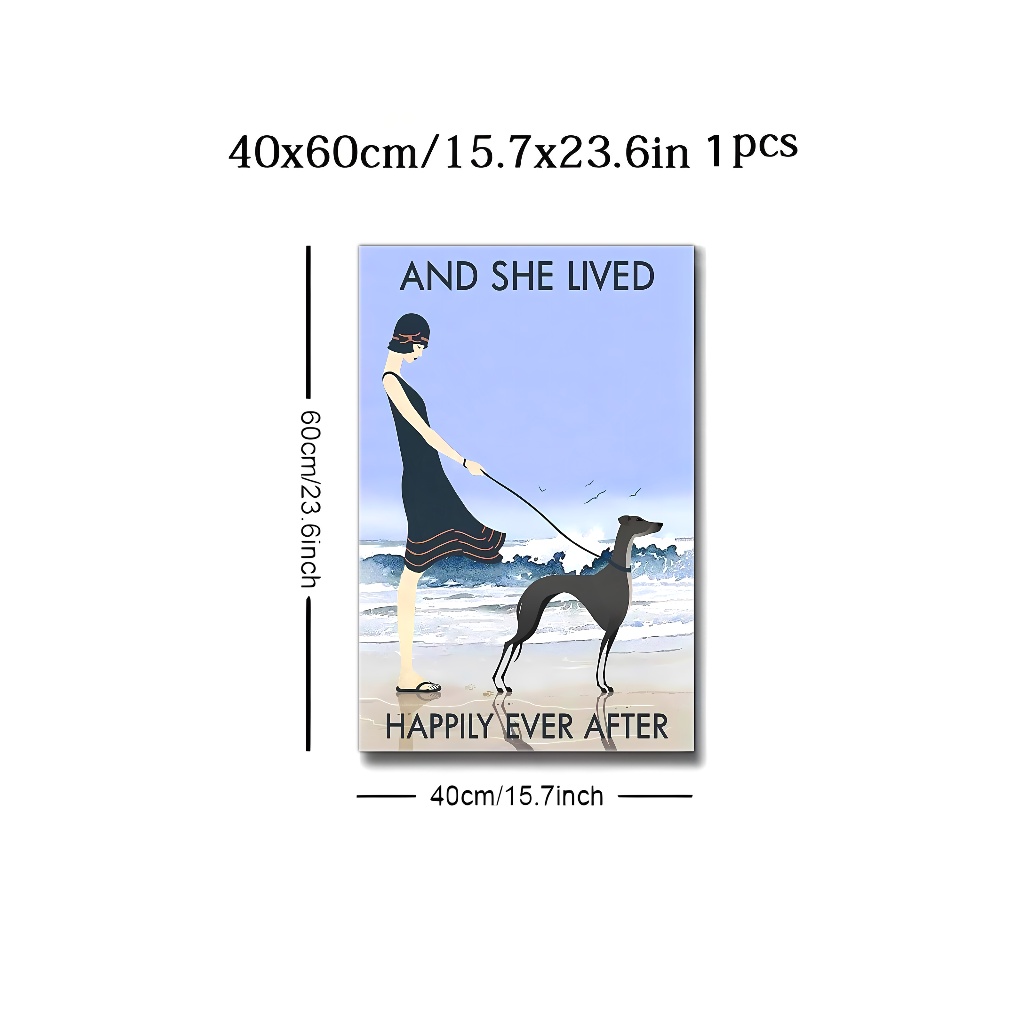 40x60cm/15.7x23.6in 1pcs
AND SHE LIVED
60cm/23.6inch
HAPPILY EVER AFTER
40cm/15.7inch